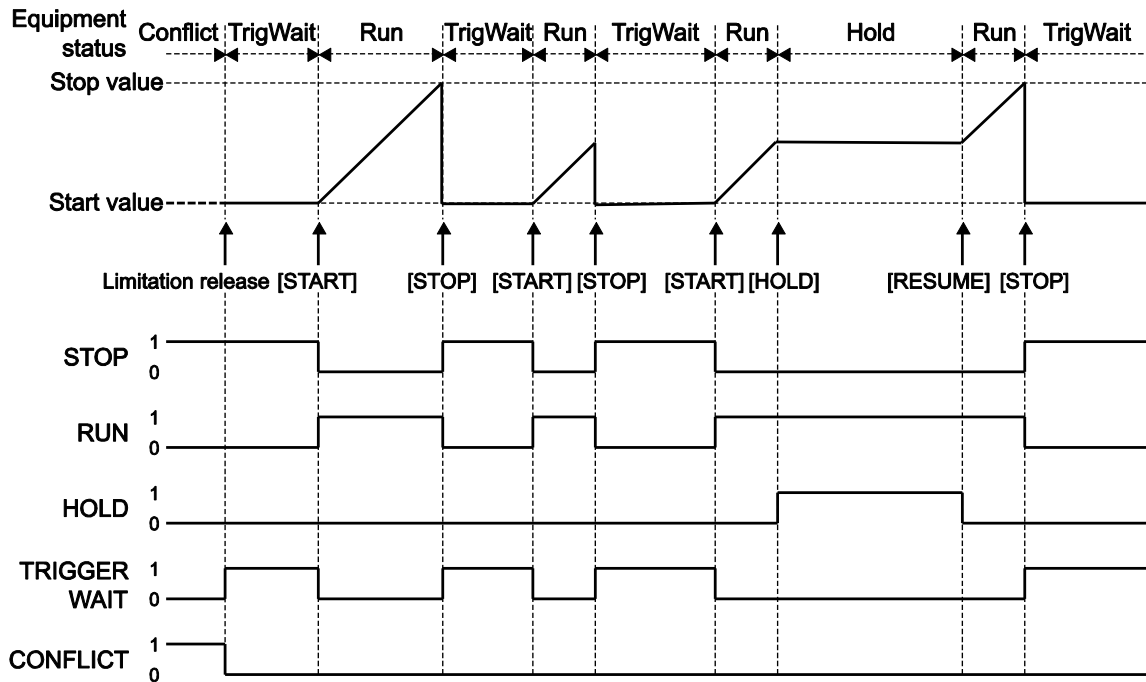 Equipment
status
Conflict TrigWait Run TrigWait Run TrigWait Run Hold Run TrigWait
Stop value
Start value
Limitation release [START] [STOP] [START] [STOP] [START] [HOLD] [RESUME] [STOP]
STOP 1
0
RUN 1
0
HOLD 1
0
TRIGGER
WAIT 1
0
CONFLICT 1
0